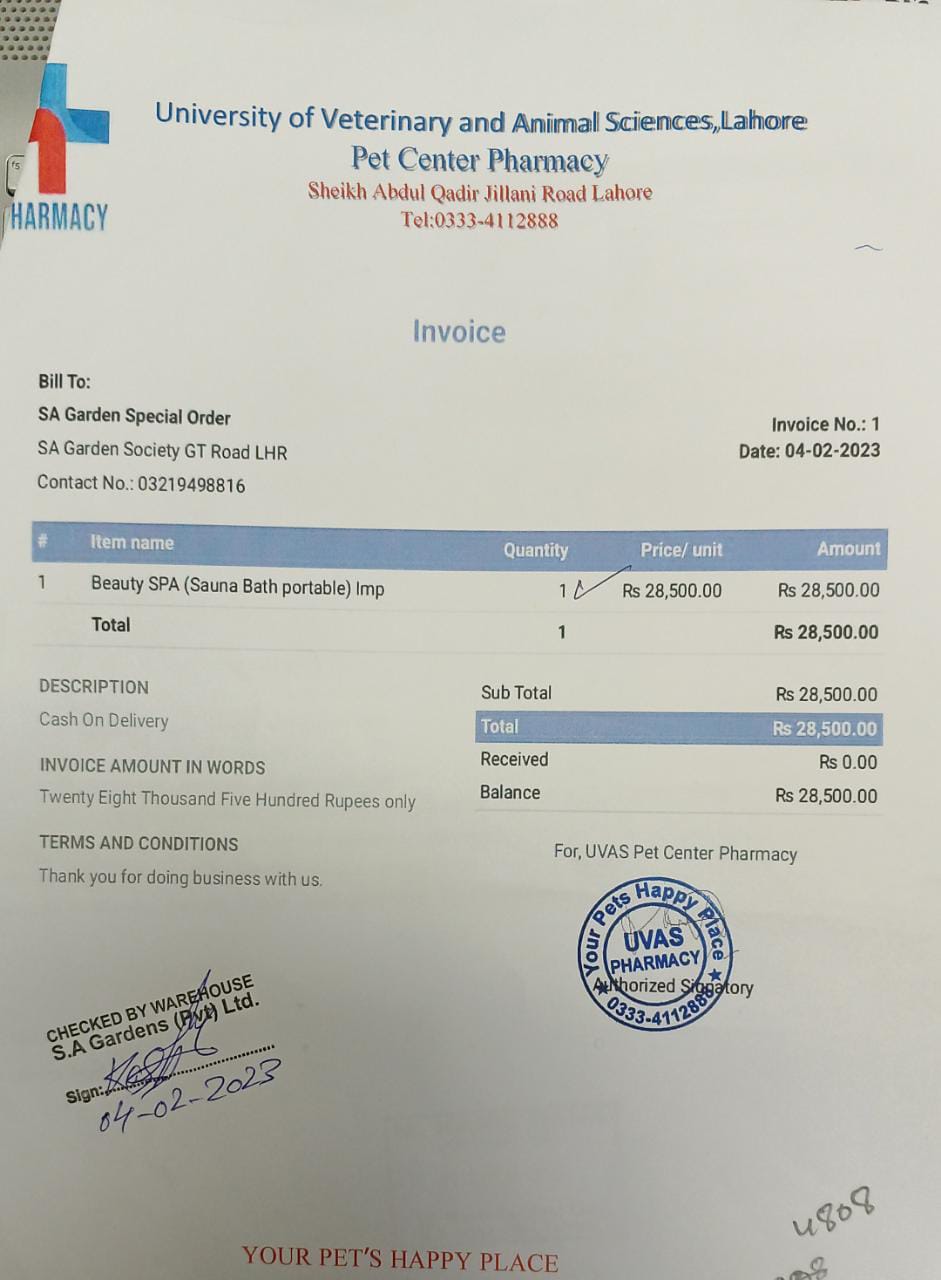 University of Veterinary and Animal Sciences,Lahore
Pet Center Pharmacy
Sheikh Abdul Qadir Jillani Road Lahore
Tel:0333-4112888
HARMACY
f5
Invoice
Bill To:
SA Garden Special Order
SA Garden Society GT Road LHR
Contact No.: 03219498816
Invoice No.: 1
Date: 04-02-2023
# Item name Quantity Price/ unit Amount
1 Beauty SPA (Sauna Bath portable) Imp 1 Rs 28,500.00 Rs 28,500.00
Total 1 Rs 28,500.00
DESCRIPTION
Cash On Delivery
INVOICE AMOUNT IN WORDS
Twenty Eight Thousand Five Hundred Rupees only
TERMS AND CONDITIONS
Thank you for doing business with us.
Sub Total Rs 28,500.00
Total Rs 28,500.00
Received Rs 0.00
Balance Rs 28,500.00
For, UVAS Pet Center Pharmacy
Your Pets Happy Place
UVAS
PHARMACY
0333-4112888
Authorized Signatory
CHECKED BY WAREHOUSE
S.A Gardens (Pvt) Ltd.
Sign:
04-02-2023
4808
YOUR PET'S HAPPY PLACE